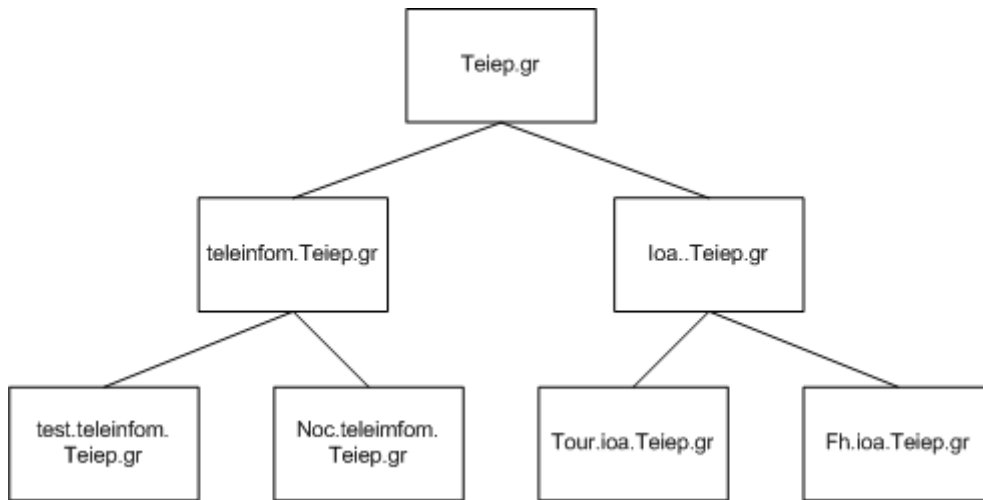 Teiep.gr
teleinfom.Teiep.gr
Ioa..Teiep.gr
test.teleinfom.
Teiep.gr
Noc.teleimfom.
Teiep.gr
Tour.ioa.Teiep.gr
Fh.ioa.Teiep.gr